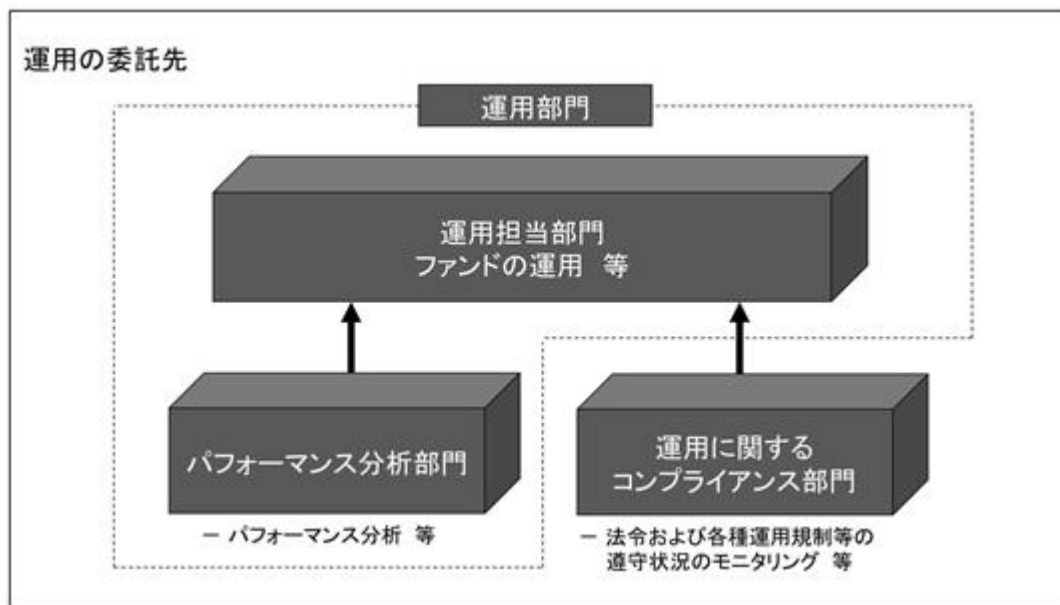 運用の委託先
運用部門
運用担当部門
ファンドの運用 等
パフォーマンス分析部門
－ パフォーマンス分析 等
運用に関する
コンプライアンス部門
－ 法令および各種運用規制等の
遵守状況のモニタリング 等